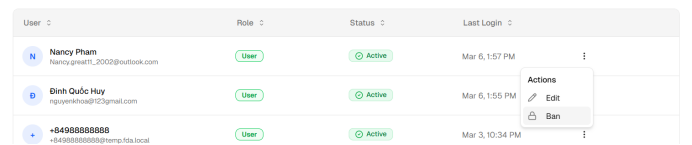 User Role Status Last Login
Nancy Pham
Nancy.great11_2002@outlook.com
User Active Mar 6, 1:57 PM
Đinh Quốc Huy
nguyenkhoa@123gmail.com
User Active Mar 6, 1:55 PM
Actions
Edit
Ban
+84988888888
+84988888888@temp.fda.local
User Active Mar 3, 10:34 PM